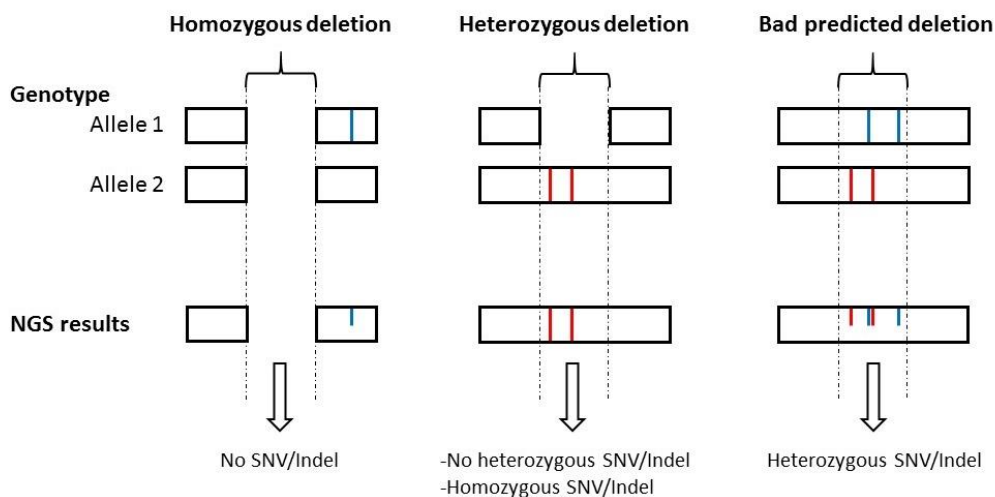 Homozygous deletion
Heterozygous deletion
Bad predicted deletion
Genotype
Allele 1
Allele 2
NGS results
No SNV/Indel
-No heterozygous SNV/Indel
-Homozygous SNV/Indel
Heterozygous SNV/Indel